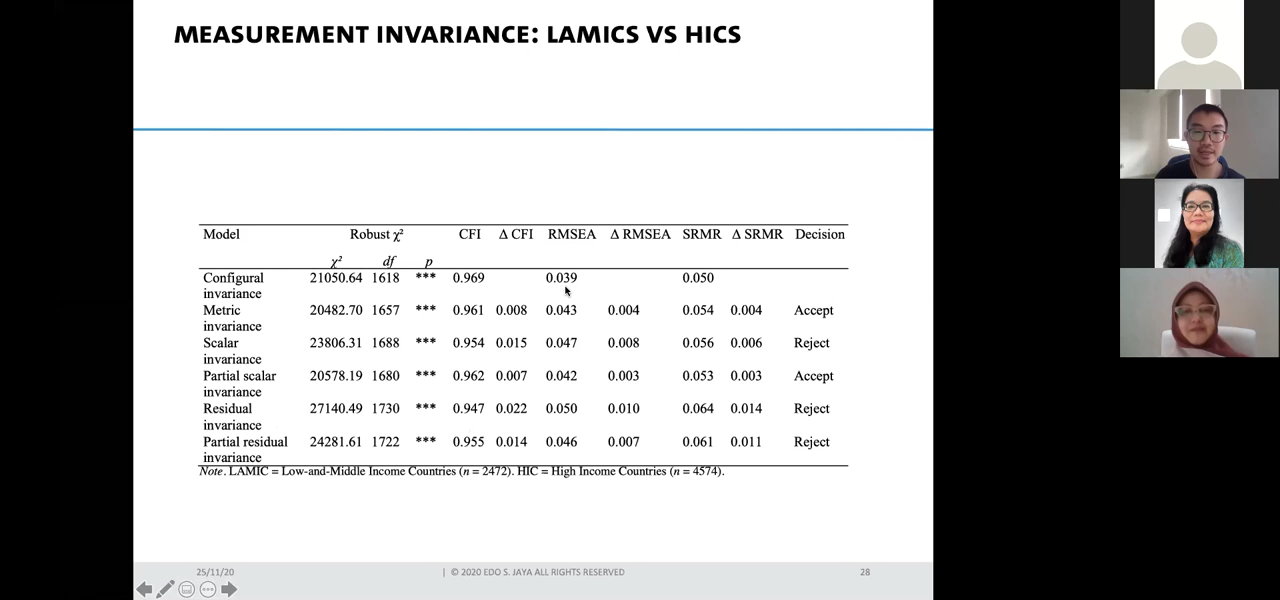 MEASUREMENT INVARIANCE: LAMICS VS HICS
Model Robust χ² CFI Δ CFI RMSEA Δ RMSEA SRMR Δ SRMR Decision
χ² df p
Configural 21050.64 1618 *** 0.969 0.039 0.050
invariance
Metric 20482.70 1657 *** 0.961 0.008 0.043 0.004 0.054 0.004 Accept
invariance
Scalar 23806.31 1688 *** 0.954 0.015 0.047 0.008 0.056 0.006 Reject
invariance
Partial scalar 20578.19 1680 *** 0.962 0.007 0.042 0.003 0.053 0.003 Accept
invariance
Residual 27140.49 1730 *** 0.947 0.022 0.050 0.010 0.064 0.014 Reject
invariance
Partial residual 24281.61 1722 *** 0.955 0.014 0.046 0.007 0.061 0.011 Reject
invariance
Note. LAMIC = Low-and-Middle Income Countries (n = 2472). HIC = High Income Countries (n = 4574).
25/11/20 | © 2020 EDO S. JAYA ALL RIGHTS RESERVED 28